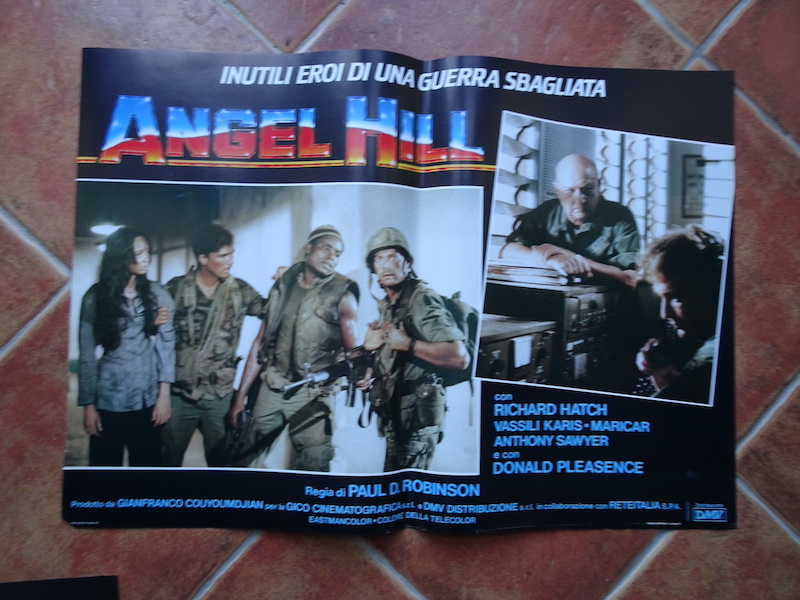 INUTILI EROI DI UNA GUERRA SBAGLIATA
ANGEL HILL
con
RICHARD HATCH
VASSILI KARIS - MARICAR
ANTHONY SAWYER
e con
DONALD PLEASENCE
Regia di PAUL D. ROBINSON
Prodotto da GIANFRANCO COUYOUMDJIAN per la GICO CINEMATOGRAFICA s.r.l. e DMV DISTRIBUZIONE s.r.l. in collaborazione con RETEITALIA S.P.A.
EASTMANCOLOR • COLORE DELLA TELECOLOR
Distribuzione
DMV